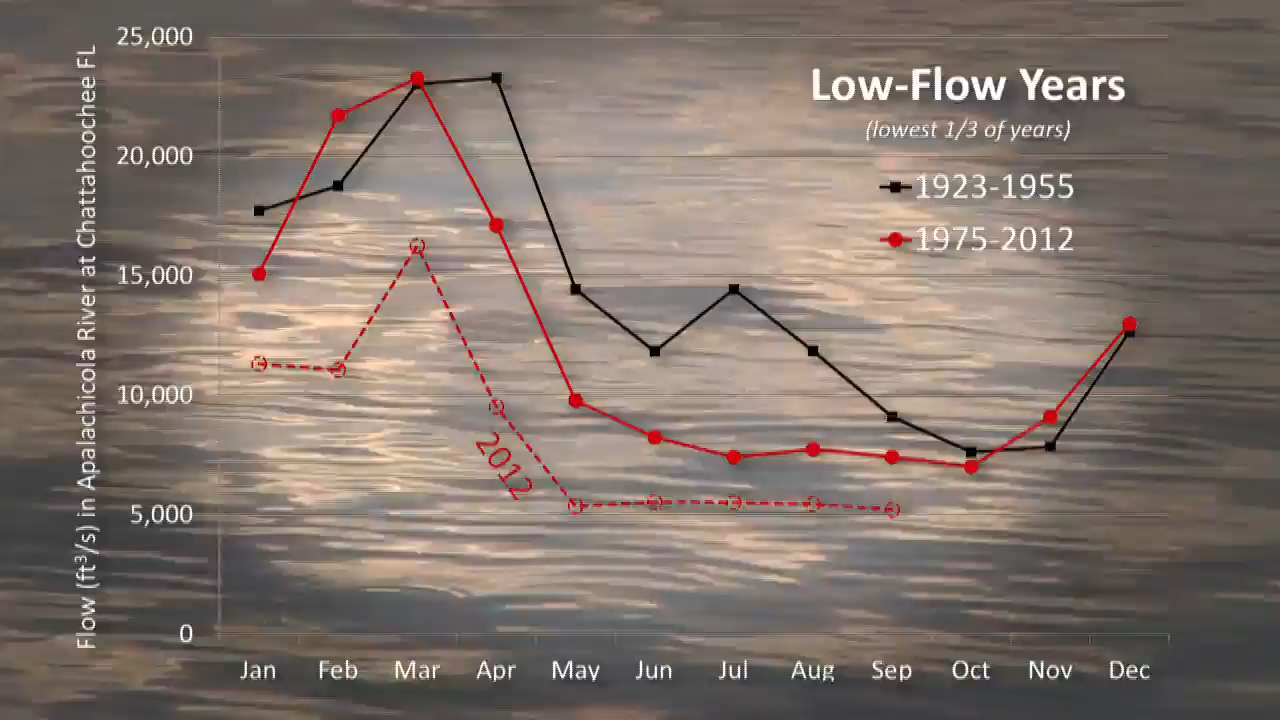 Low-Flow Years
(lowest 1/3 of years)
1923-1955
1975-2012
Flow (ft³/s) in Apalachicola River at Chattahoochee FL
25,000
20,000
15,000
10,000
5,000
0
2012
Jan Feb Mar Apr May Jun Jul Aug Sep Oct Nov Dec